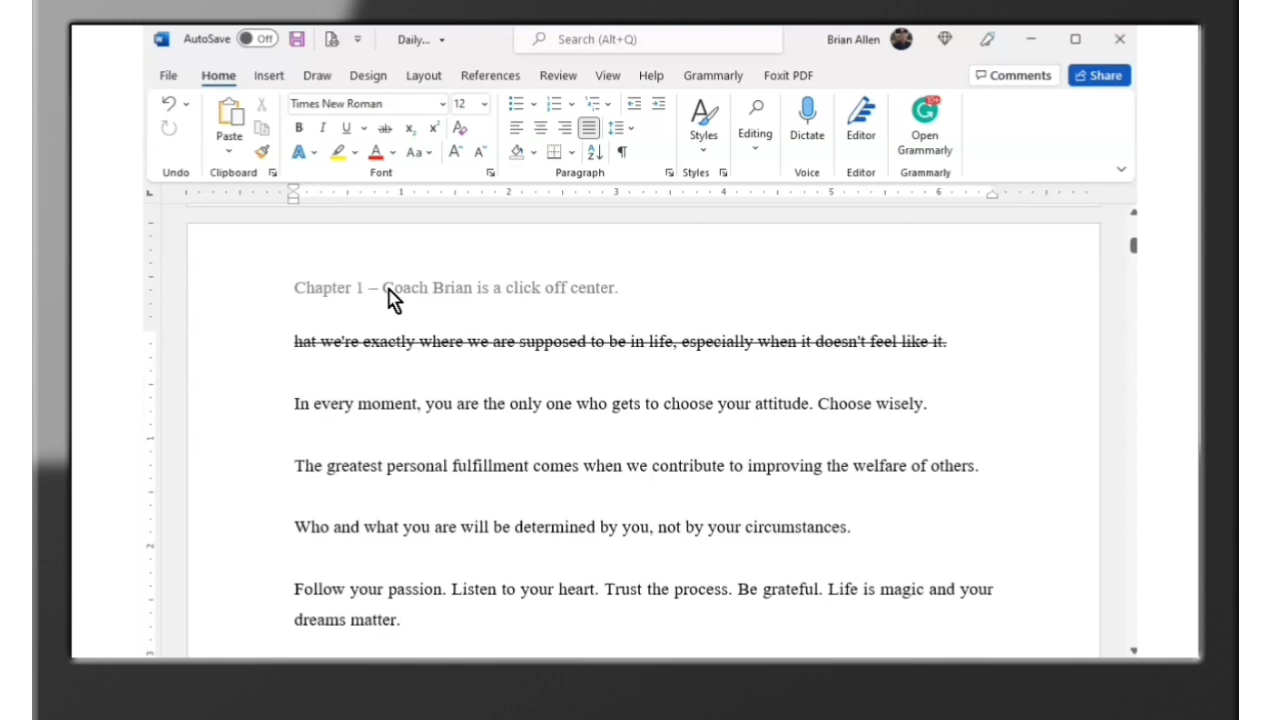 AutoSave Off Daily... Search (Alt+Q) Brian Allen
File Home Insert Draw Design Layout References Review View Help Grammarly Foxit PDF Comments Share
Times New Roman 12
Paste Styles Editing Dictate Editor Open Grammarly
Undo Clipboard Font Paragraph Styles Voice Editor Grammarly
1 2 3 4 5 6
Chapter 1 – Coach Brian is a click off center.
hat we're exactly where we are supposed to be in life, especially when it doesn't feel like it.
In every moment, you are the only one who gets to choose your attitude. Choose wisely.
The greatest personal fulfillment comes when we contribute to improving the welfare of others.
Who and what you are will be determined by you, not by your circumstances.
Follow your passion. Listen to your heart. Trust the process. Be grateful. Life is magic and your
dreams matter.